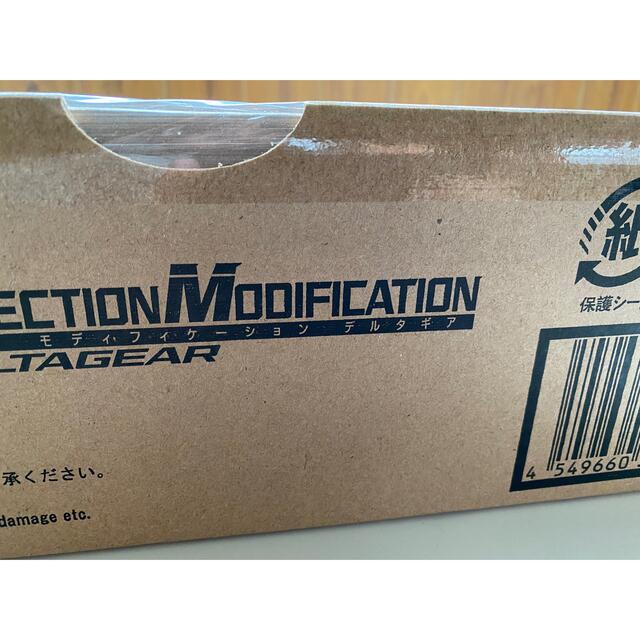 ECTION MODIFICATION
モディフィケーション デルタギア
LTAGEAR
承ください。
damage etc.
紙
保護シー
4 549660